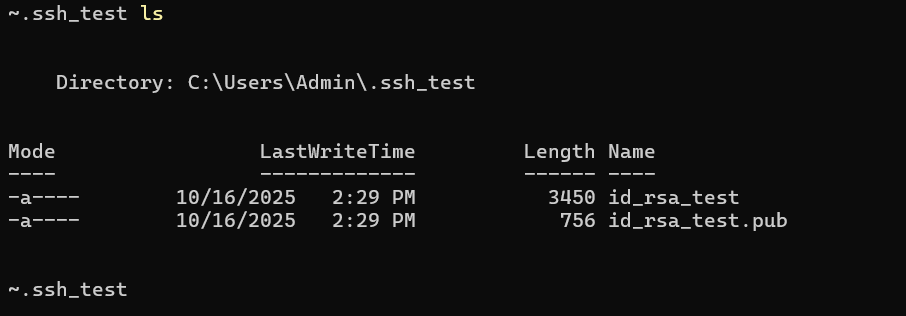 ~.ssh_test ls
Directory: C:\Users\Admin\.ssh_test
Mode                 LastWriteTime         Length Name
----                 -------------         ------ ----
-a----        10/16/2025   2:29 PM           3450 id_rsa_test
-a----        10/16/2025   2:29 PM            756 id_rsa_test.pub
~.ssh_test